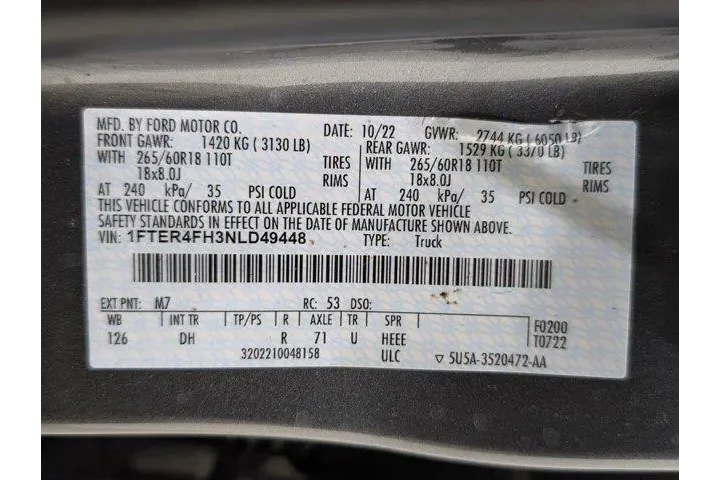 MFD. BY FORD MOTOR CO.
DATE: 10/22 GVWR: 2744 KG ( 6050 LB)
FRONT GAWR: 1420 KG ( 3130 LB)
REAR GAWR: 1529 KG ( 3370 LB)
WITH 265/60R18 110T TIRES
WITH 265/60R18 110T TIRES
18x8.0J RIMS
18x8.0J RIMS
AT 240 kPa/ 35 PSI COLD
AT 240 kPa/ 35 PSI COLD
THIS VEHICLE CONFORMS TO ALL APPLICABLE FEDERAL MOTOR VEHICLE
SAFETY STANDARDS IN EFFECT ON THE DATE OF MANUFACTURE SHOWN ABOVE.
VIN: 1FTER4FH3NLD49448 TYPE: Truck
EXT PNT: M7 RC: 53 DSO:
WB INT TR TP/PS R AXLE TR SPR F0200
126 DH R 71 U HEEE T0722
3202210048158 ULC ▽ 5U5A-3520472-AA